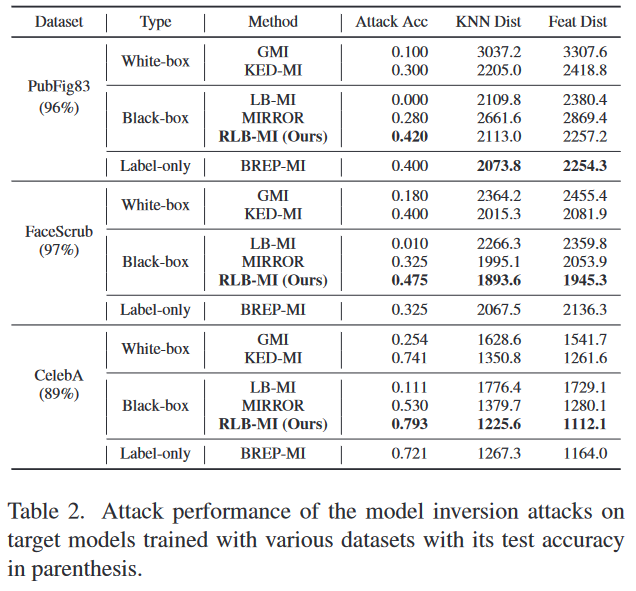 Dataset Type Method Attack Acc KNN Dist Feat Dist
PubFig83 (96%) White-box GMI 0.100 3037.2 3307.6
KED-MI 0.300 2205.0 2418.8
Black-box LB-MI 0.000 2109.8 2380.4
MIRROR 0.280 2661.6 2869.4
RLB-MI (Ours) 0.420 2113.0 2257.2
Label-only BREP-MI 0.400 2073.8 2254.3
FaceScrub (97%) White-box GMI 0.180 2364.2 2455.4
KED-MI 0.400 2015.3 2081.9
Black-box LB-MI 0.010 2266.3 2359.8
MIRROR 0.325 1995.1 2053.9
RLB-MI (Ours) 0.475 1893.6 1945.3
Label-only BREP-MI 0.325 2067.5 2136.3
CelebA (89%) White-box GMI 0.254 1628.6 1541.7
KED-MI 0.741 1350.8 1261.6
Black-box LB-MI 0.111 1776.4 1729.1
MIRROR 0.530 1379.7 1280.1
RLB-MI (Ours) 0.793 1225.6 1112.1
Label-only BREP-MI 0.721 1267.3 1164.0
Table 2. Attack performance of the model inversion attacks on
target models trained with various datasets with its test accuracy
in parenthesis.